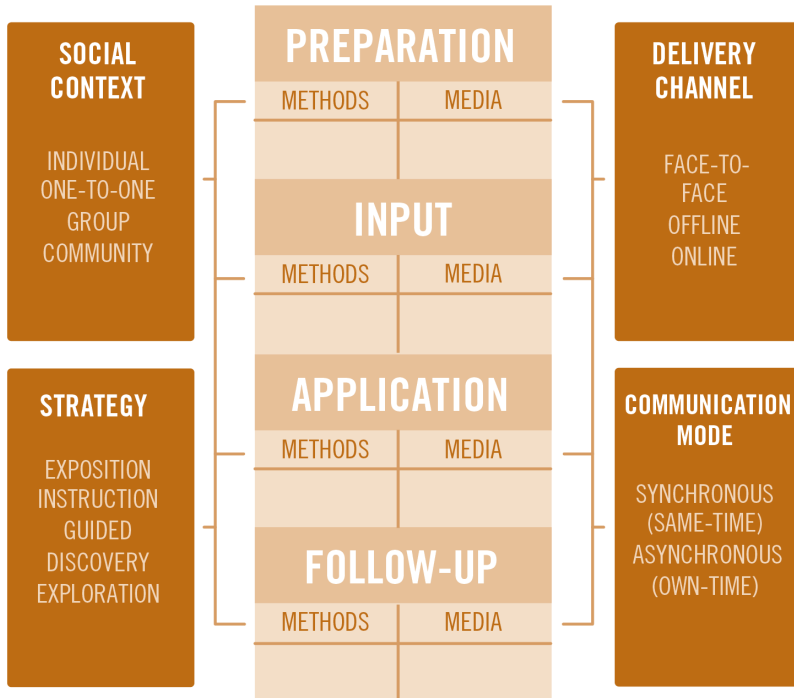 SOCIAL
CONTEXT
INDIVIDUAL
ONE-TO-ONE
GROUP
COMMUNITY
STRATEGY
EXPOSITION
INSTRUCTION
GUIDED
DISCOVERY
EXPLORATION
PREPARATION
METHODS MEDIA
INPUT
METHODS MEDIA
APPLICATION
METHODS MEDIA
FOLLOW-UP
METHODS MEDIA
DELIVERY
CHANNEL
FACE-TO-
FACE
OFFLINE
ONLINE
COMMUNICATION
MODE
SYNCHRONOUS
(SAME-TIME)
ASYNCHRONOUS
(OWN-TIME)